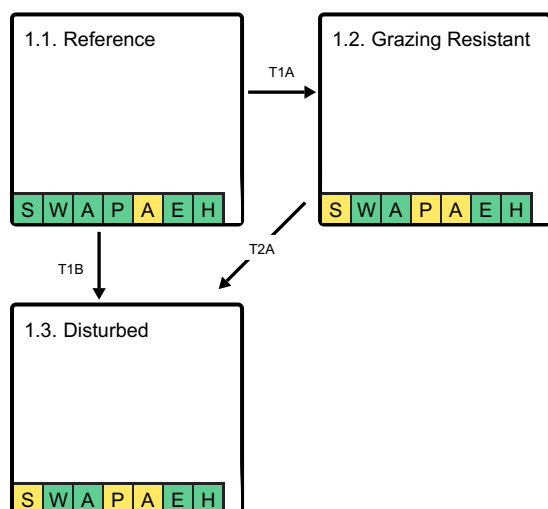 1.1. Reference
T1A
1.2. Grazing Resistant
S W A P A E H
S W A P A E H
T1B
T2A
1.3. Disturbed
S W A P A E H